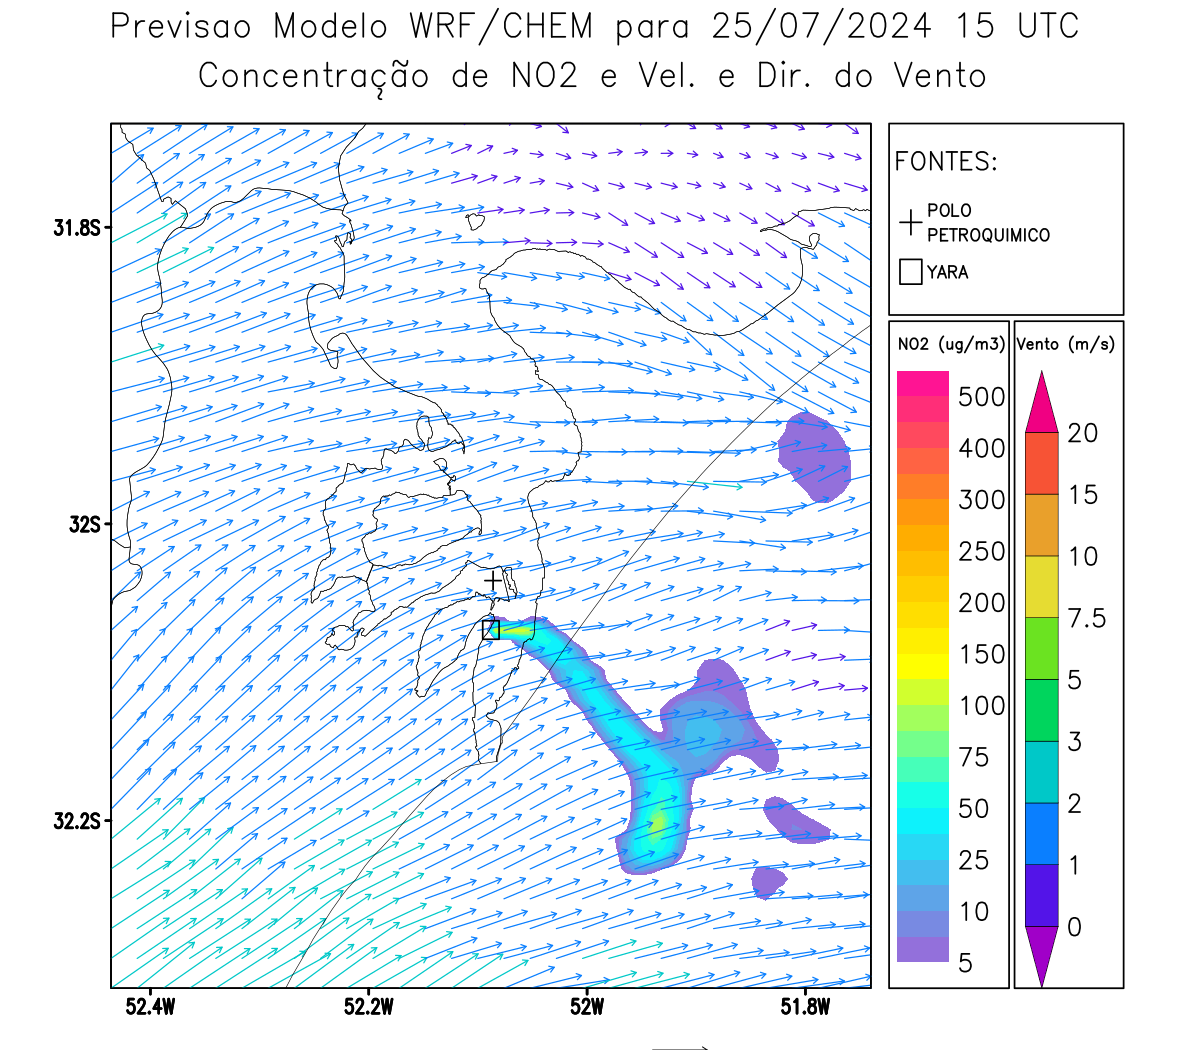 Previsao Modelo WRF/CHEM para 25/07/2024 15 UTC
Concentração de NO2 e Vel. e Dir. do Vento
FONTES:
POLO
PETROQUIMICO
YARA
31.8S
32S
32.2S
52.4W 52.2W 52W 51.8W
NO2 (ug/m3)
500
400
300
250
200
150
100
75
50
25
10
5
Vento (m/s)
20
15
10
7.5
5
3
2
1
0